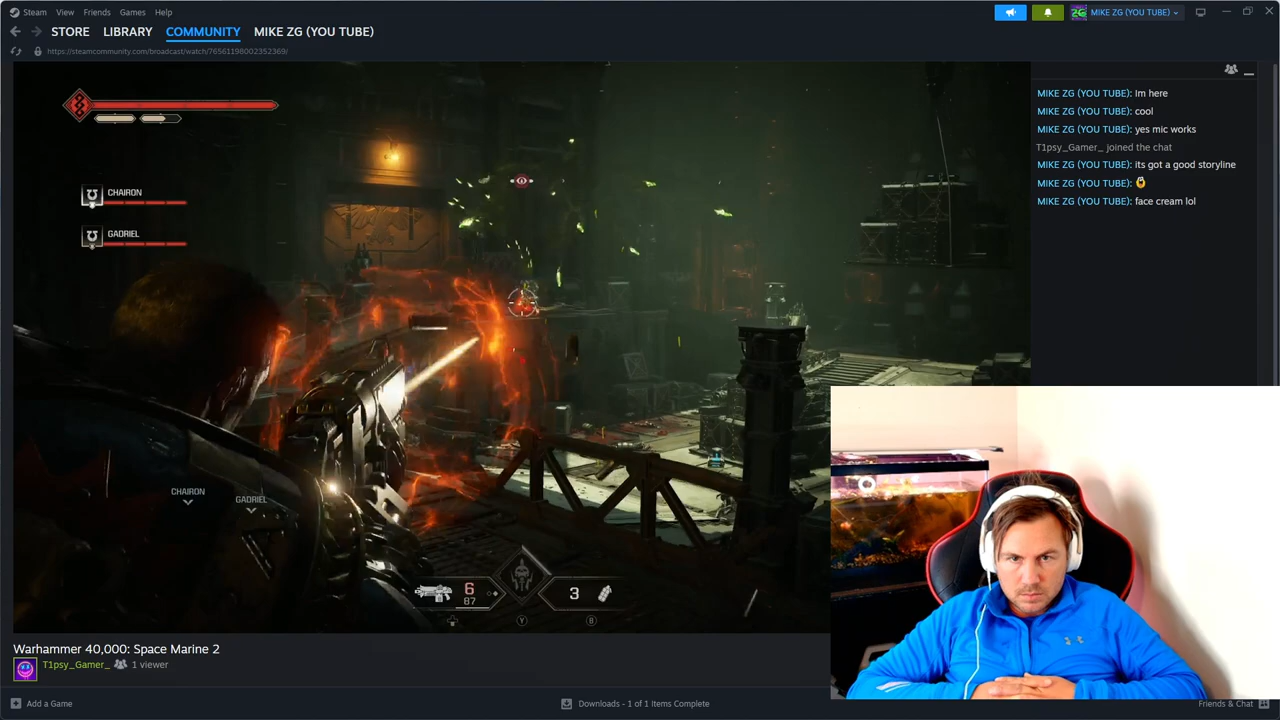 Steam View Friends Games Help
MIKE ZG (YOU TUBE)
STORE LIBRARY COMMUNITY MIKE ZG (YOU TUBE)
https://steamcommunity.com/broadcast/watch/76561198002352369/
MIKE ZG (YOU TUBE): Im here
MIKE ZG (YOU TUBE): cool
MIKE ZG (YOU TUBE): yes mic works
T1psy_Gamer_ joined the chat
MIKE ZG (YOU TUBE): its got a good storyline
MIKE ZG (YOU TUBE):
MIKE ZG (YOU TUBE): face cream lol
CHAIRON
GADRIEL
CHAIRON
GADRIEL
6
87
3
Y
B
Warhammer 40,000: Space Marine 2
T1psy_Gamer_ 1 viewer
Add a Game
Downloads - 1 of 1 Items Complete
Friends & Chat